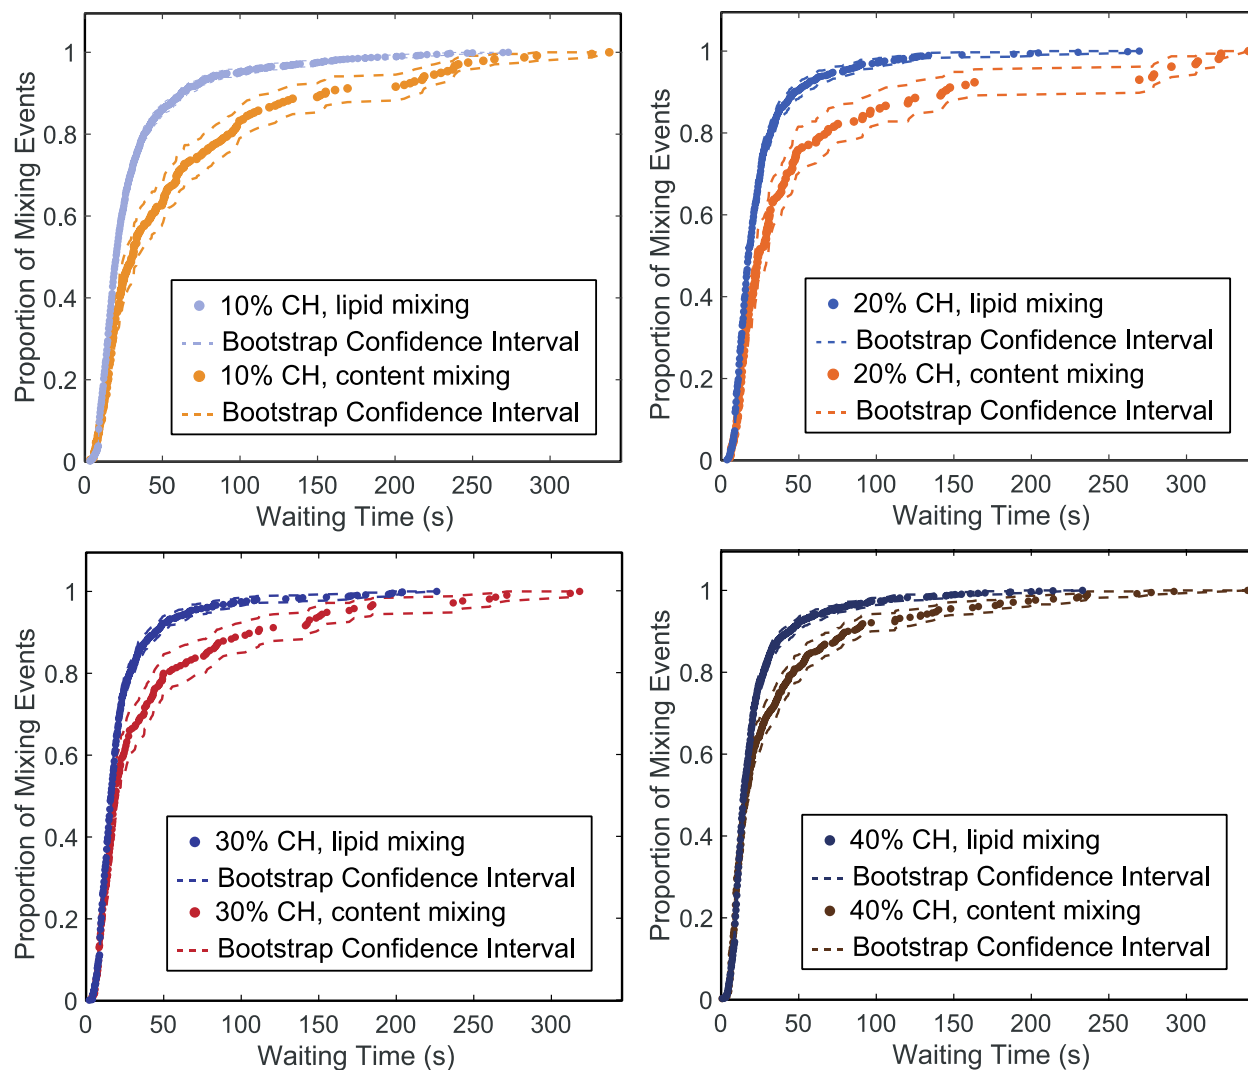 Proportion of Mixing Events
1
0.8
0.6
0.4
0.2
0
10% CH, lipid mixing
Bootstrap Confidence Interval
10% CH, content mixing
Bootstrap Confidence Interval
0 50 100 150 200 250 300
Waiting Time (s)
Proportion of Mixing Events
1
0.8
0.6
0.4
0.2
0
20% CH, lipid mixing
Bootstrap Confidence Interval
20% CH, content mixing
Bootstrap Confidence Interval
0 50 100 150 200 250 300
Waiting Time (s)
Proportion of Mixing Events
1
0.8
0.6
0.4
0.2
0
30% CH, lipid mixing
Bootstrap Confidence Interval
30% CH, content mixing
Bootstrap Confidence Interval
0 50 100 150 200 250 300
Waiting Time (s)
Proportion of Mixing Events
1
0.8
0.6
0.4
0.2
0
40% CH, lipid mixing
Bootstrap Confidence Interval
40% CH, content mixing
Bootstrap Confidence Interval
0 50 100 150 200 250 300
Waiting Time (s)